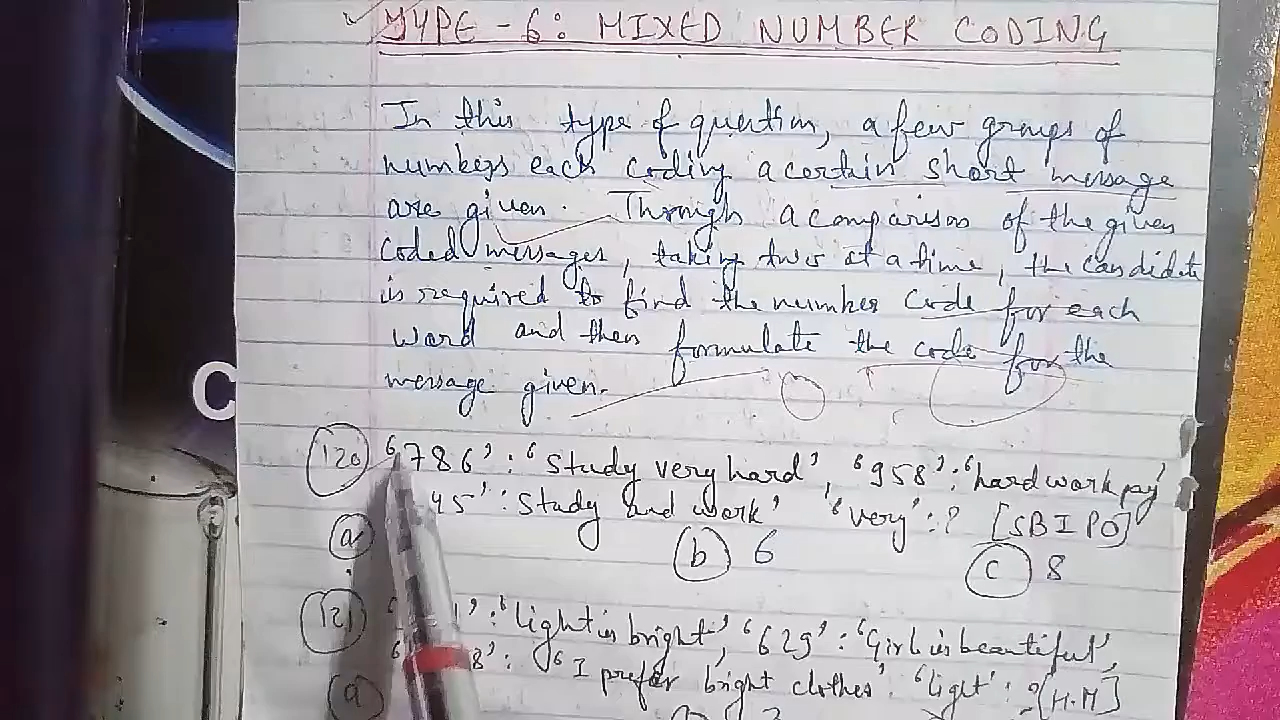 TYPE - 6: MIXED NUMBER CODING
In this type of question, a few groups of
numbers each coding a certain short message
are given. Through a comparison of the given
coded messages, taking two at a time, the candidate
is required to find the number code for each
word and then formulate the code for the
message given.
C
120 '786' : 'Study very hard', '958' : 'hard work pay'
45' : Study and work' 'very' : ? [SBI PO]
(a) (b) 6 (c) 8
121 ' 1' : 'light is bright', '629' : 'Girl is beautiful',
' 8' : 'I prefer bright clothes' 'light' : ? [H.M]
(a)